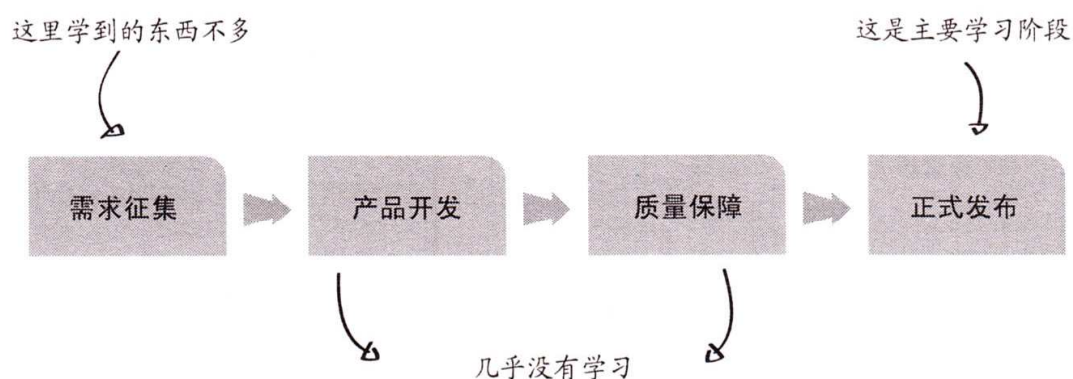 这里学到的东西不多
这是主要学习阶段
需求征集
产品开发
质量保障
正式发布
几乎没有学习